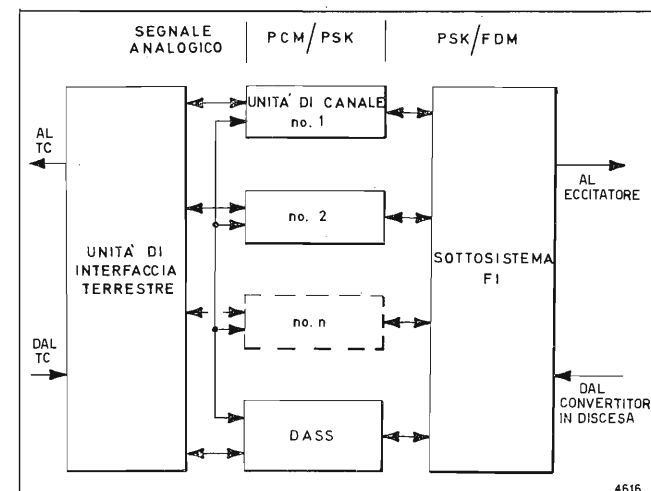 SEGNALE
ANALOGICO
PCM/PSK
PSK/FDM
AL
TC
UNITÀ DI
INTERFACCIA
TERRESTRE
DAL
TC
UNITA' DI CANALE
no. 1
no. 2
no. n
DASS
SOTTOSISTEMA
FI
AL
ECCITATORE
DAL
CONVERTITOR
IN DISCESA
4616